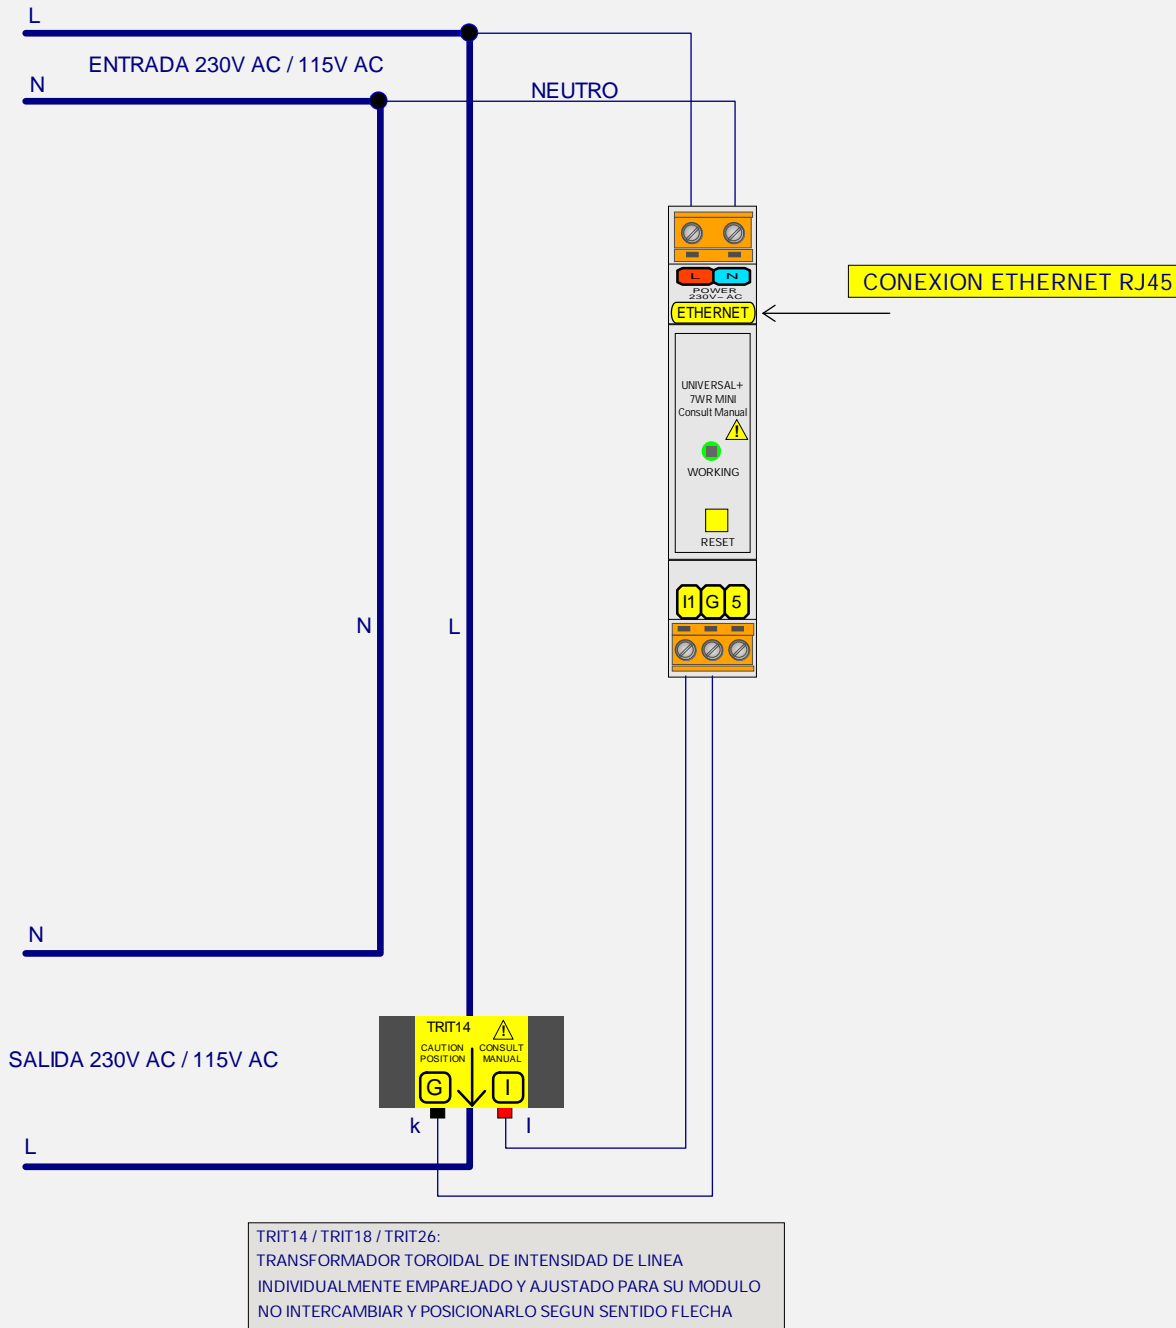 L
ENTRADA 230V AC / 115V AC
N
NEUTRO
L N
POWER
230V~ AC
CONEXION ETHERNET RJ45
ETHERNET
UNIVERSAL+
7WR MINI
Consult Manual
WORKING
RESET
I1 G 5
N
L
N
TRIT14
CAUTION
POSITION
CONSULT
MANUAL
SALIDA 230V AC / 115V AC
G I
k
l
L
TRIT14 / TRIT18 / TRIT26:
TRANSFORMADOR TOROIDAL DE INTENSIDAD DE LINEA
INDIVIDUALMENTE EMPAREJADO Y AJUSTADO PARA SU MODULO
NO INTERCAMBIAR Y POSICIONARLO SEGUN SENTIDO FLECHA